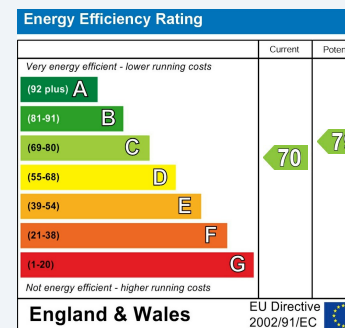 Energy Efficiency Rating
Current
Very energy efficient - lower running costs
(92 plus) A
(81-91) B
(69-80) C
70
(55-68) D
(39-54) E
(21-38) F
(1-20) G
Not energy efficient - higher running costs
England & Wales
EU Directive
2002/91/EC